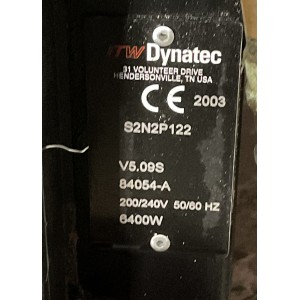 ITW Dynatec
31 VOLUNTEER DRIVE
HENDERSONVILLE, TN USA
CE 2003
S2N2P122
V5.09S
84054-A
200/240V 50/60 HZ
6400W